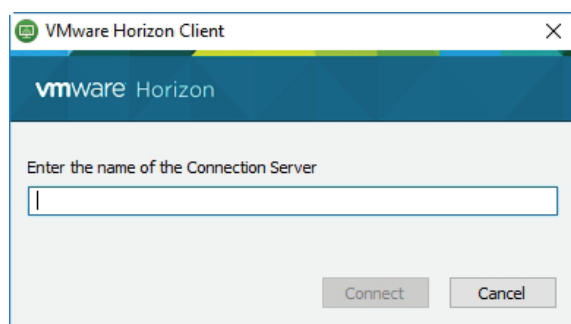 VMware Horizon Client
vmware Horizon
Enter the name of the Connection Server
Connect
Cancel